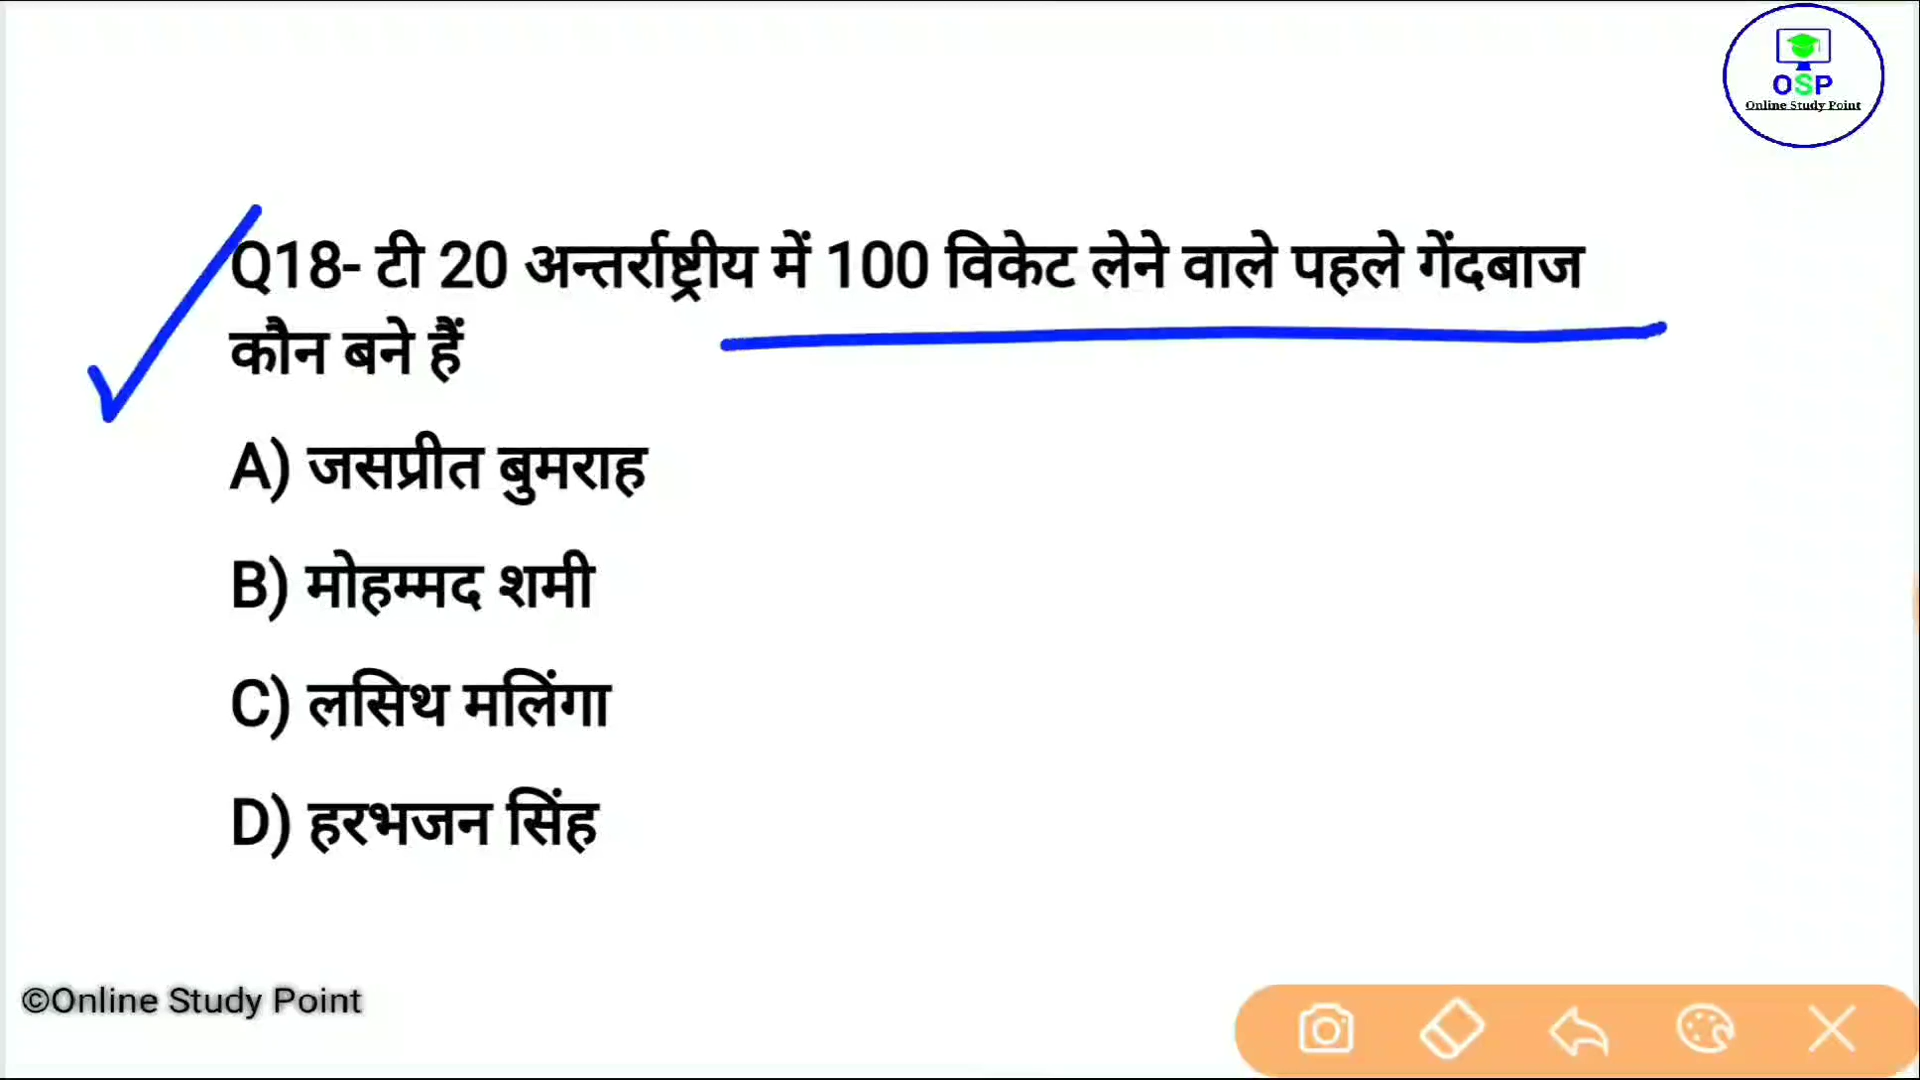 OSP
Online Study Point
Q18- टी 20 अन्तर्राष्ट्रीय में 100 विकेट लेने वाले पहले गेंदबाज
कौन बने हैं
A) जसप्रीत बुमराह
B) मोहम्मद शमी
C) लसिथ मलिंगा
D) हरभजन सिंह
©Online Study Point